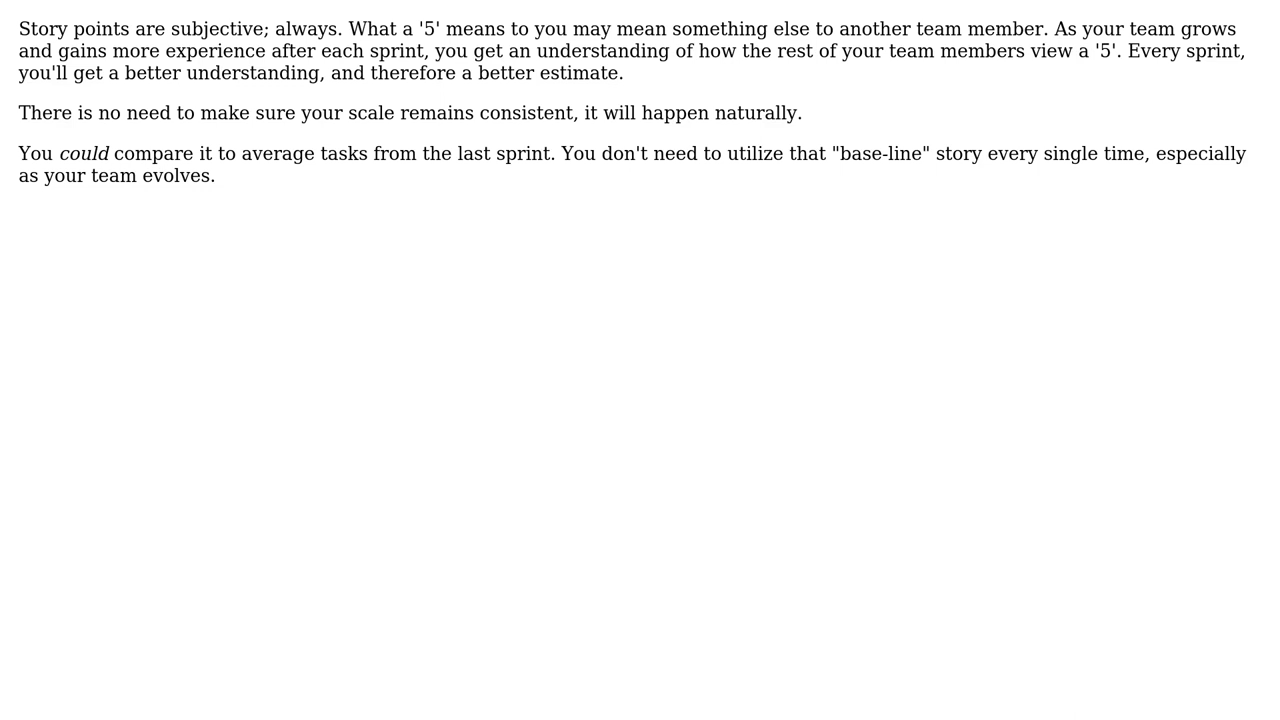 Story points are subjective; always. What a '5' means to you may mean something else to another team member. As your team grows
and gains more experience after each sprint, you get an understanding of how the rest of your team members view a '5'. Every sprint,
you'll get a better understanding, and therefore a better estimate.
There is no need to make sure your scale remains consistent, it will happen naturally.
You could compare it to average tasks from the last sprint. You don't need to utilize that "base-line" story every single time, especially
as your team evolves.